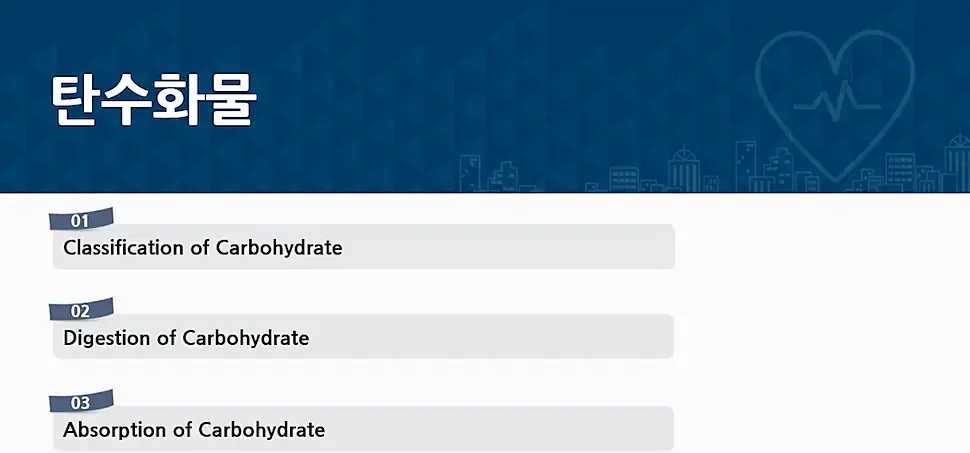 탄수화물
01
Classification of Carbohydrate
02
Digestion of Carbohydrate
03
Absorption of Carbohydrate